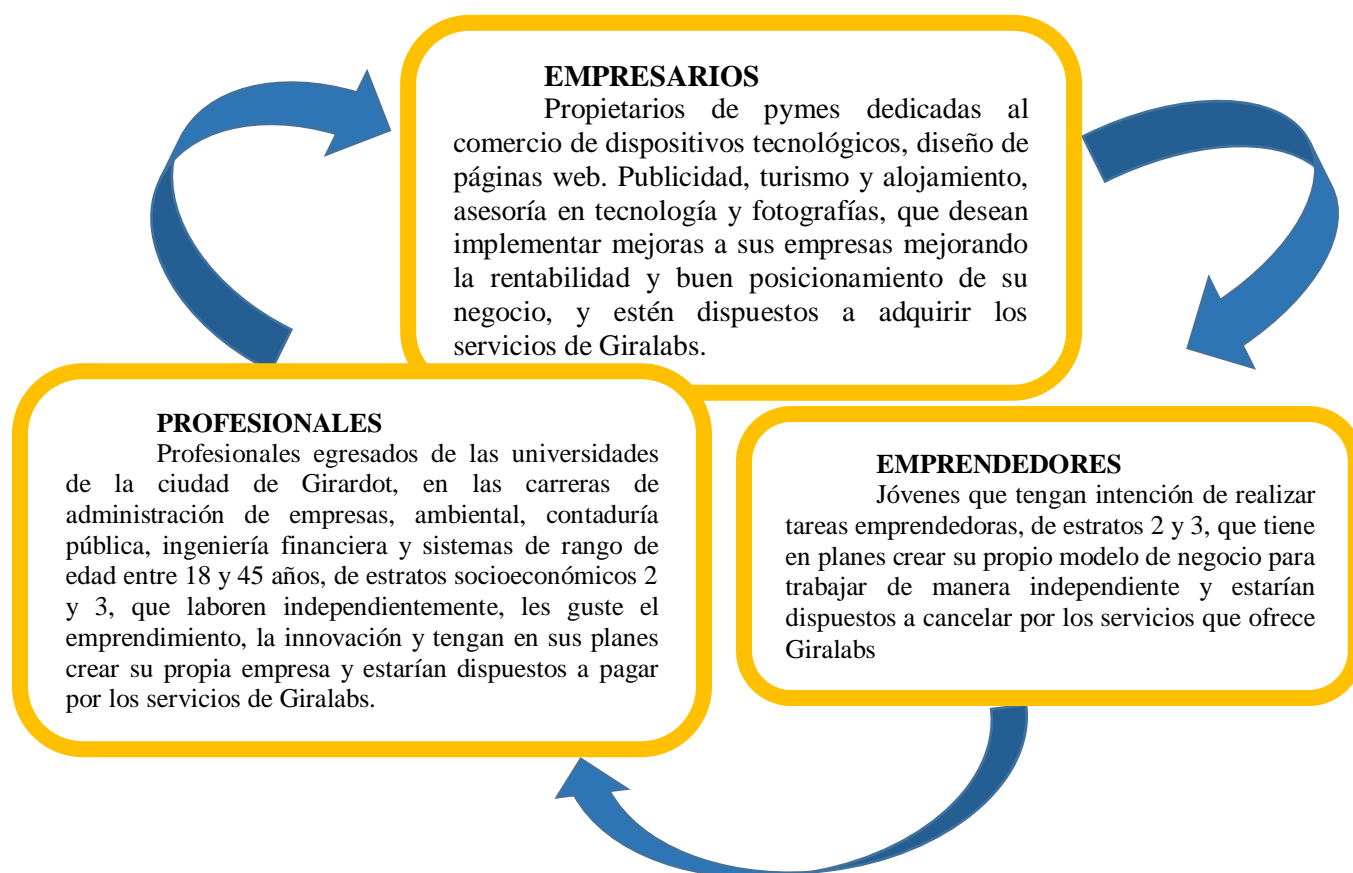 EMPRESARIOS
Propietarios de pymes dedicadas al
comercio de dispositivos tecnológicos, diseño de
páginas web. Publicidad, turismo y alojamiento,
asesoría en tecnología y fotografías, que desean
implementar mejoras a sus empresas mejorando
la rentabilidad y buen posicionamiento de su
negocio, y estén dispuestos a adquirir los
servicios de Giralabs.
PROFESIONALES
Profesionales egresados de las universidades
de la ciudad de Girardot, en las carreras de
administración de empresas, ambiental, contaduría
pública, ingeniería financiera y sistemas de rango de
edad entre 18 y 45 años, de estratos socioeconómicos 2
y 3, que laboren independientemente, les guste el
emprendimiento, la innovación y tengan en sus planes
crear su propia empresa y estarían dispuestos a pagar
por los servicios de Giralabs.
EMPRENDEDORES
Jóvenes que tengan intención de realizar
tareas emprendedoras, de estratos 2 y 3, que tiene
en planes crear su propio modelo de negocio para
trabajar de manera independiente y estarían
dispuestos a cancelar por los servicios que ofrece
Giralabs